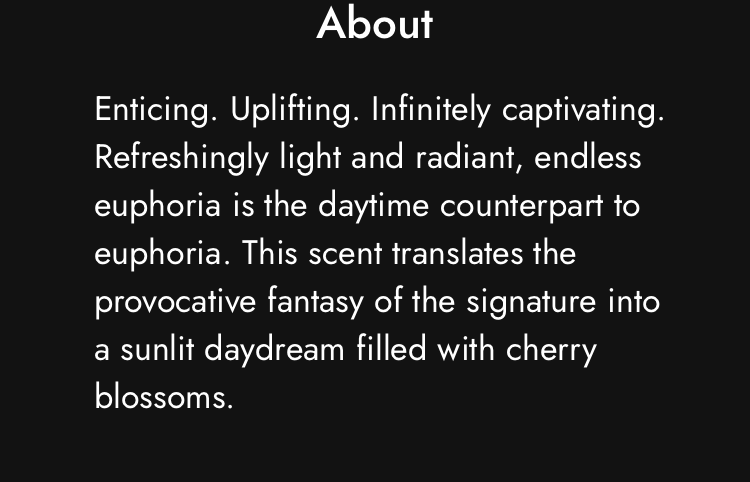 About
Enticing. Uplifting. Infinitely captivating.
Refreshingly light and radiant, endless
euphoria is the daytime counterpart to
euphoria. This scent translates the
provocative fantasy of the signature into
a sunlit daydream filled with cherry
blossoms.